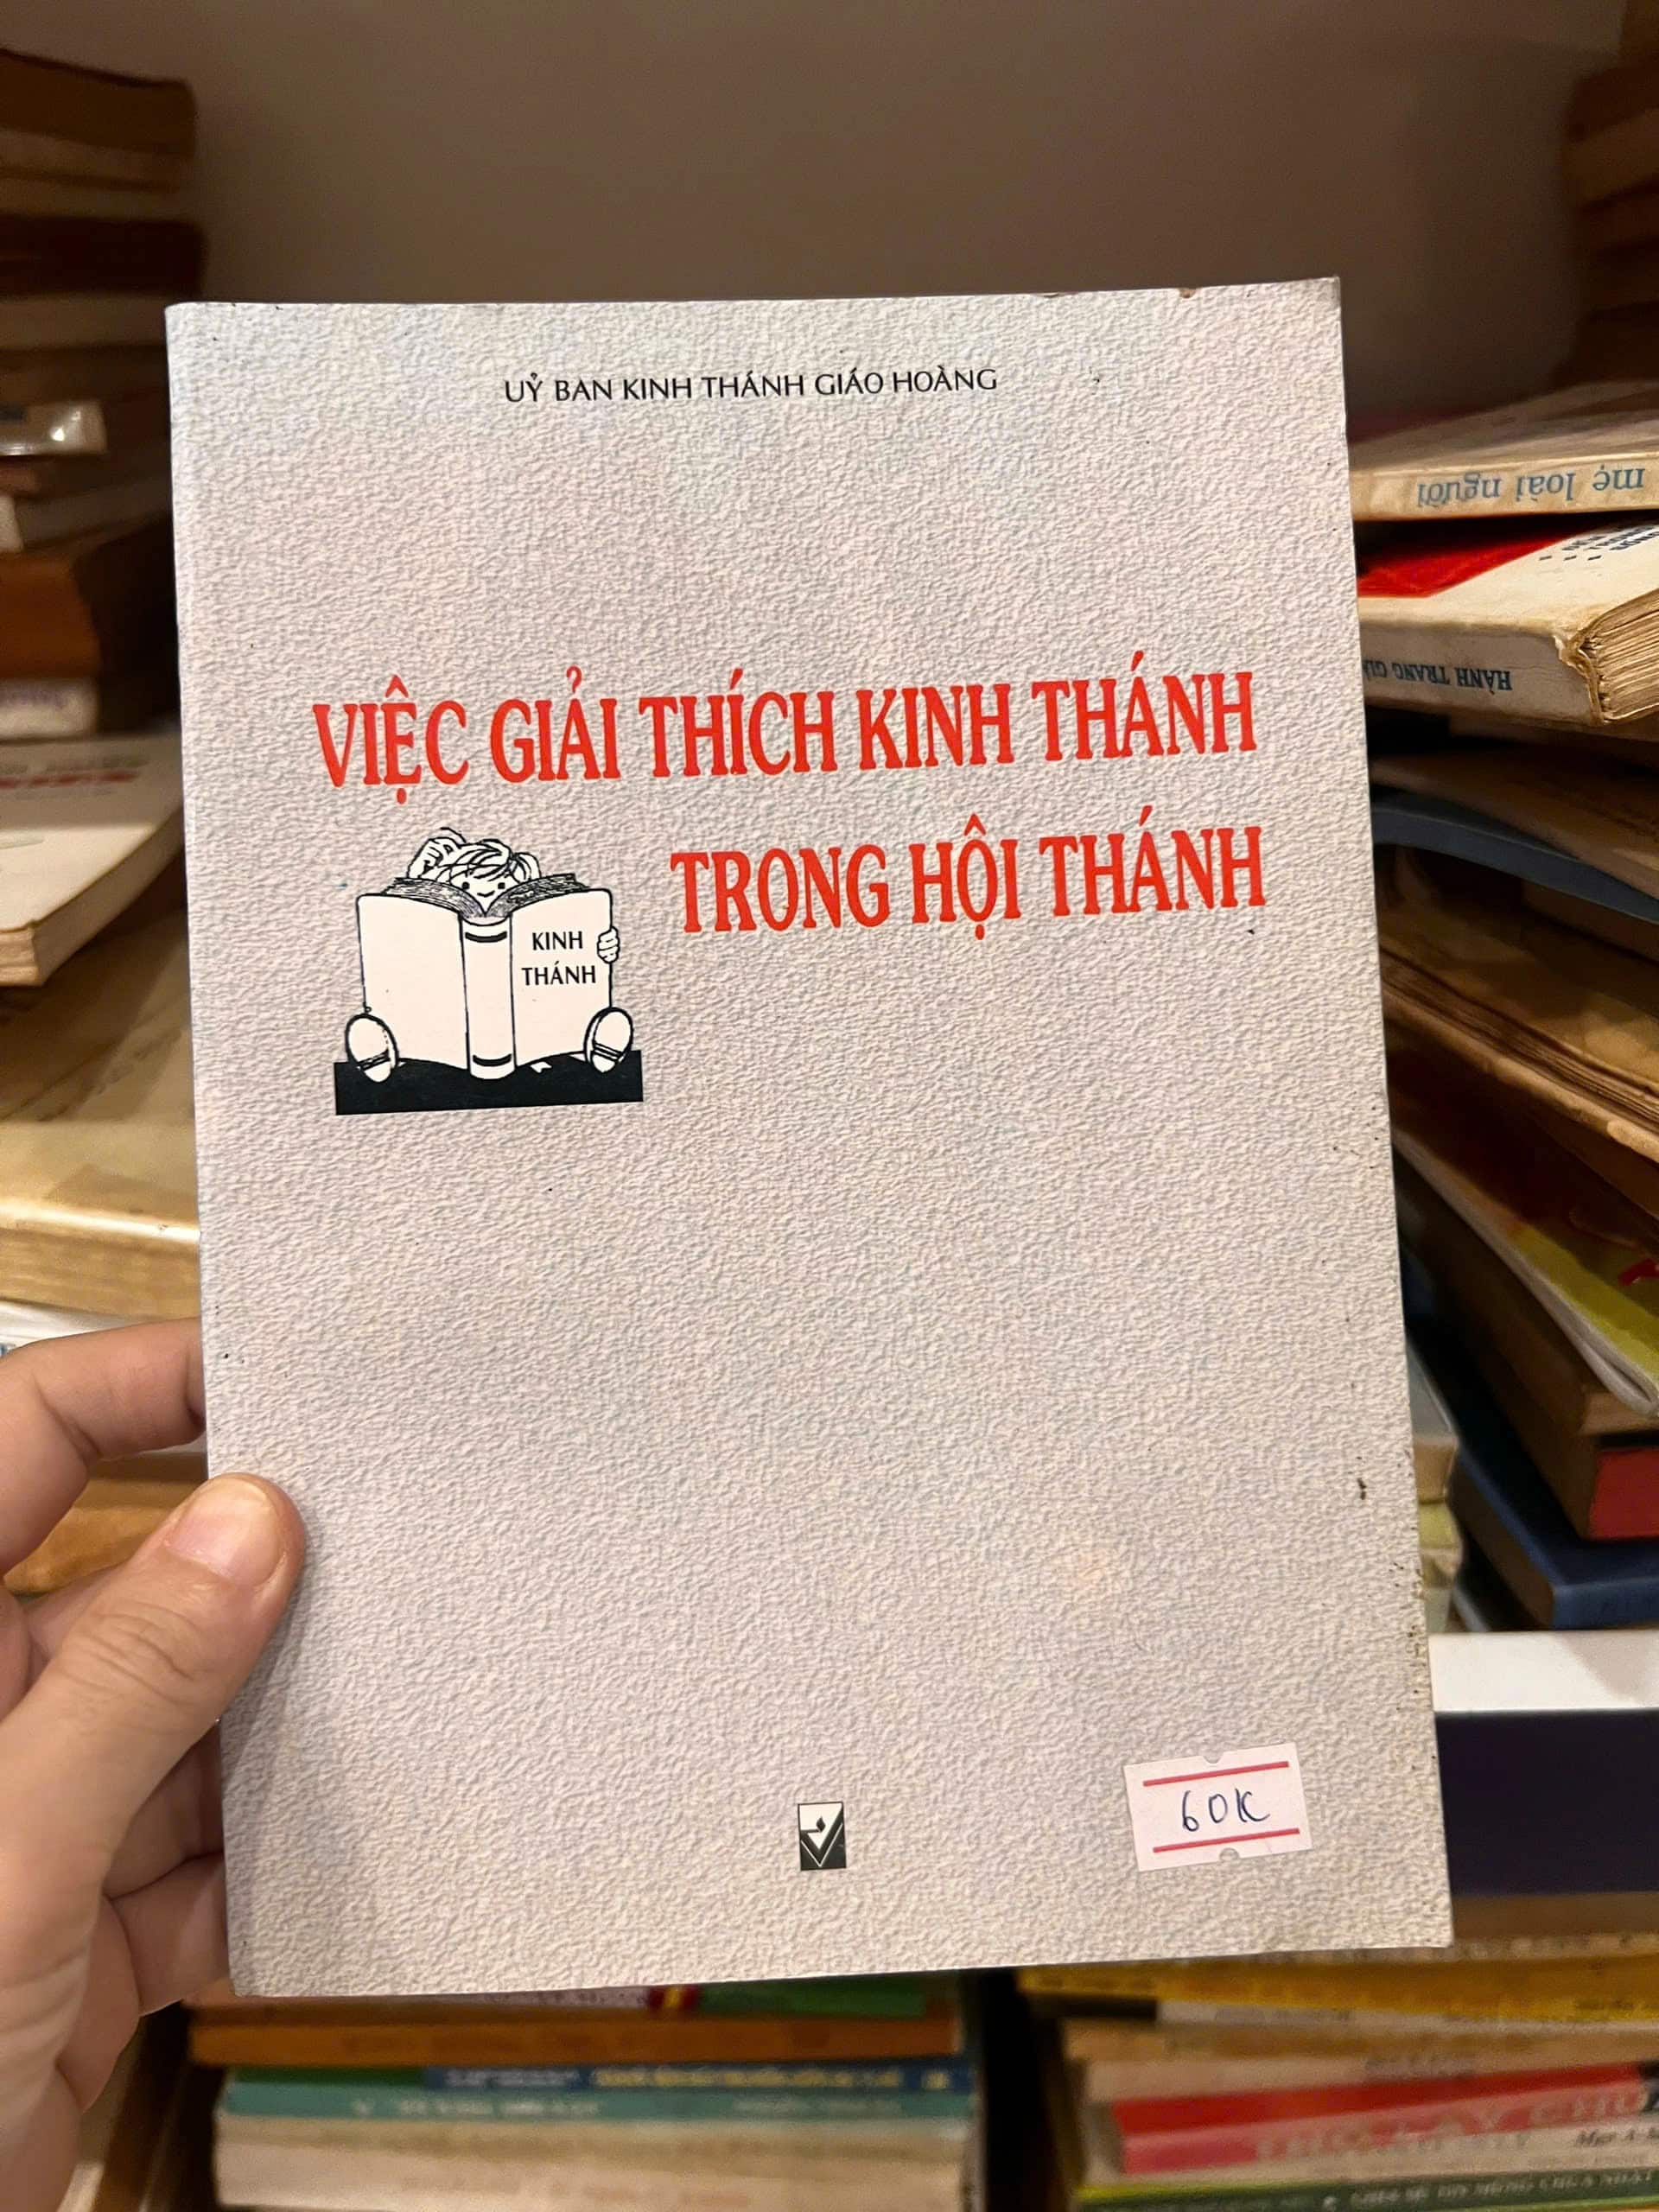 UỶ BAN KINH THÁNH GIÁO HOÀNG
VIỆC GIẢI THÍCH KINH THÁNH
TRONG HỘI THÁNH
KINH
THÁNH
60K
mẹ loài người
HÀNH TRANG